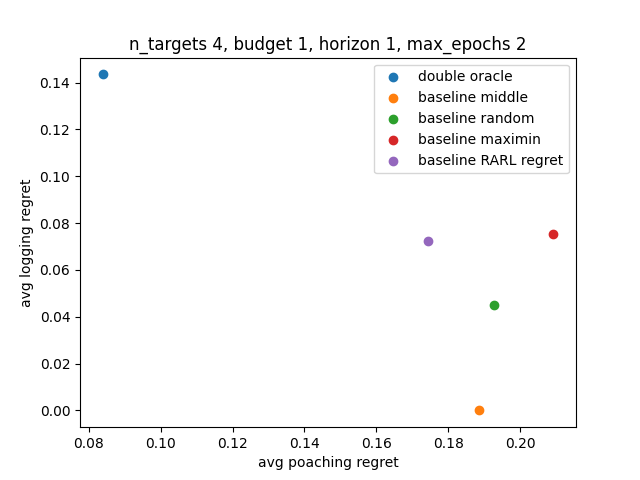 n_targets 4, budget 1, horizon 1, max_epochs 2
double oracle
baseline middle
baseline random
baseline maximin
baseline RARL regret
avg logging regret
0.14
0.12
0.10
0.08
0.06
0.04
0.02
0.00
0.08 0.10 0.12 0.14 0.16 0.18 0.20
avg poaching regret